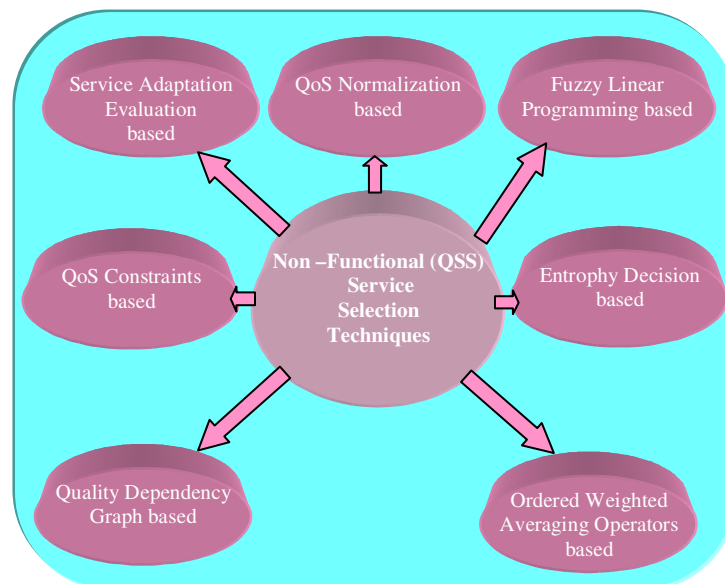 Service Adaptation
Evaluation
based
QoS Normalization
based
Fuzzy Linear
Programming based
Non –Functional (QSS)
Service
Selection
Techniques
QoS Constraints
based
Entrophy Decision
based
Quality Dependency
Graph based
Ordered Weighted
Averaging Operators
based